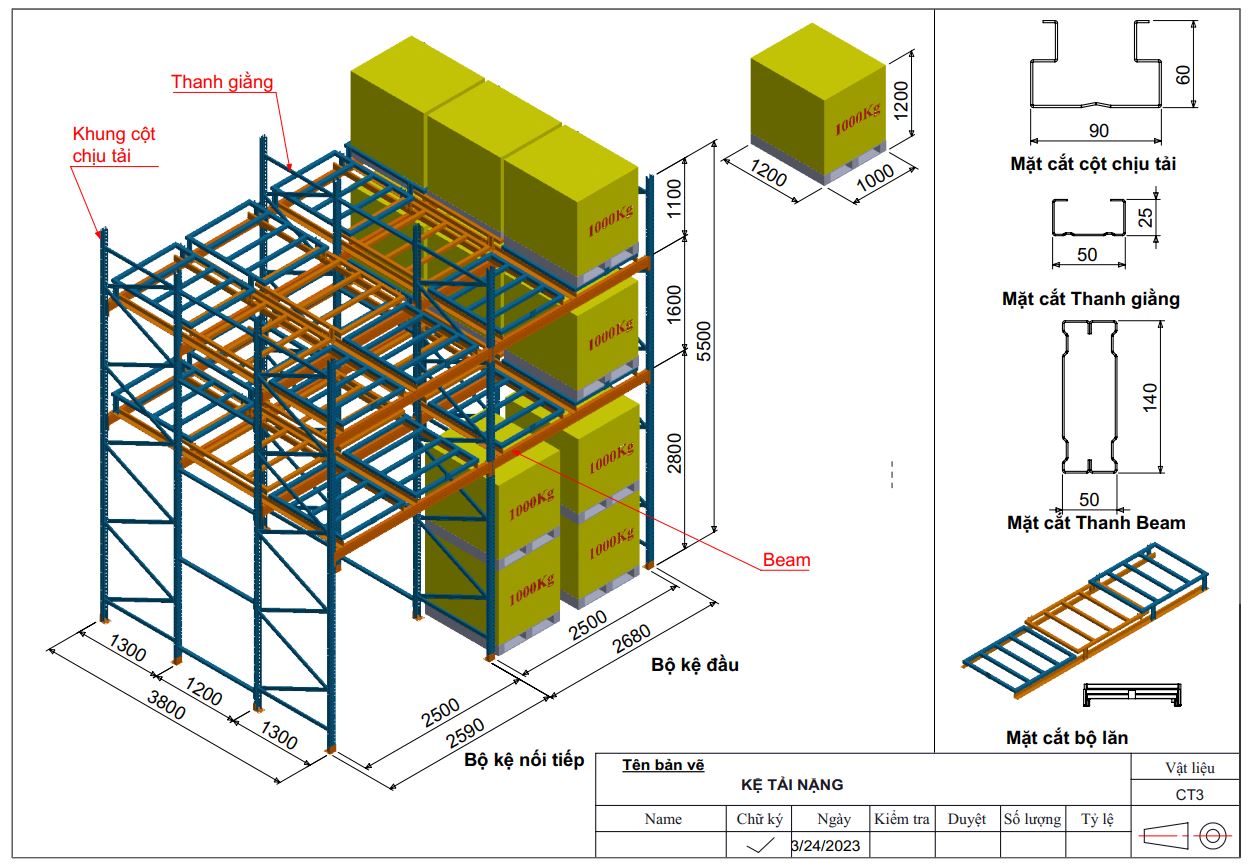 Thanh giằng
Khung cột
chịu tải
1000Kg
1000Kg
1000Kg
1000Kg
1000Kg
1000Kg
1000Kg
1100
1600
2800
5500
Beam
1300
1200
1300
3800
2500
2590
2500
2680
Bộ kệ đầu
Bộ kệ nối tiếp
1200
1200
1000
60
90
Mặt cắt cột chịu tải
25
50
Mặt cắt Thanh giằng
140
50
Mặt cắt Thanh Beam
Mặt cắt bộ lăn
Tên bản vẽ
KỆ TẢI NẶNG
Vật liệu
CT3
Name
Chữ ký
Ngày
Kiểm tra
Duyệt
Số lượng
Tỷ lệ
3/24/2023